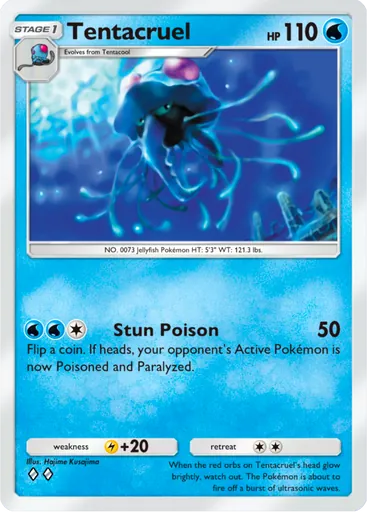 STAGE 1
Tentacruel
HP 110
Evolves from Tentacool
NO. 0073 Jellyfish Pokémon HT: 5'3" WT: 121.3 lbs.
Stun Poison 50
Flip a coin. If heads, your opponent's Active Pokémon is
now Poisoned and Paralyzed.
weakness +20
retreat
Illus. Hajime Kusajima
When the red orbs on Tentacruel's head glow
brightly, watch out. The Pokémon is about to
fire off a burst of ultrasonic waves.